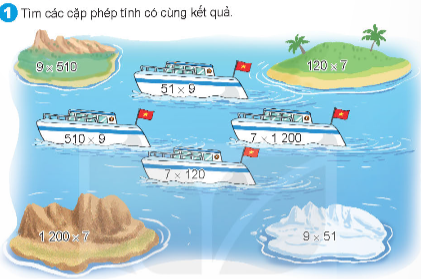 1 Tìm các cặp phép tính có cùng kết quả.
9 × 510
120 × 7
51 × 9
510 × 9
7 × 1 200
7 × 120
1 200 × 7
9 × 51